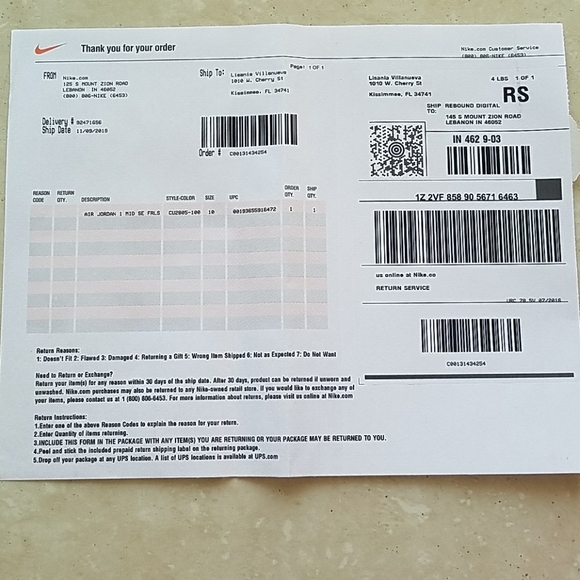 Thank you for your order
Nike.com Customer Service
(800) 806-NIKE (6453)
Page: 1 OF 1
FROM
Nike.com
125 S MOUNT ZION ROAD
LEBANON IN 46052
(800) 806-NIKE (6453)
Ship To:
Lisania Villanueva
1010 W. Cherry St
Kissimmee, FL 34741
Delivery # 92471656
Ship Date 11/09/2018
Order # C00131434254
Lisania Villanueva
1010 W. Cherry St
Kissimmee, FL 34741
4 LBS 1 OF 1
RS
SHIP TO:
REBOUND DIGITAL
145 S MOUNT ZION ROAD
LEBANON IN 46052
IN 462 9-03
1Z 2VF 858 90 5671 6463
us online at Nike.co
RETURN SERVICE
C00131434254
REASON CODE RETURN QTY. DESCRIPTION STYLE-COLOR SIZE UPC ORDER QTY. SHIP QTY.
AIR JORDAN 1 MID SE FRLS CU2805-100 10 00193655916472 1 1
Return Reasons:
1: Doesn't Fit 2: Flawed 3: Damaged 4: Returning a Gift 5: Wrong Item Shipped 6: Not as Expected 7: Do Not Want
Need to Return or Exchange?
Return your item(s) for any reason within 30 days of the ship date. After 30 days, product can be returned if unworn and
unwashed. Nike.com purchases may also be returned to any Nike-owned retail store. If you would like to exchange any of
your items, please contact us at 1 (800) 806-6453. For more information about returns, please visit us online at Nike.com
Return Instructions:
1.Enter one of the above Reason Codes to explain the reason for your return.
2.Enter Quantity of items returning.
3.INCLUDE THIS FORM IN THE PACKAGE WITH ANY ITEM(S) YOU ARE RETURNING OR YOUR PACKAGE MAY BE RETURNED TO YOU.
4.Peel and stick the included prepaid return shipping label on the returning package.
5.Drop off your package at any UPS location. A list of UPS locations is available at UPS.com